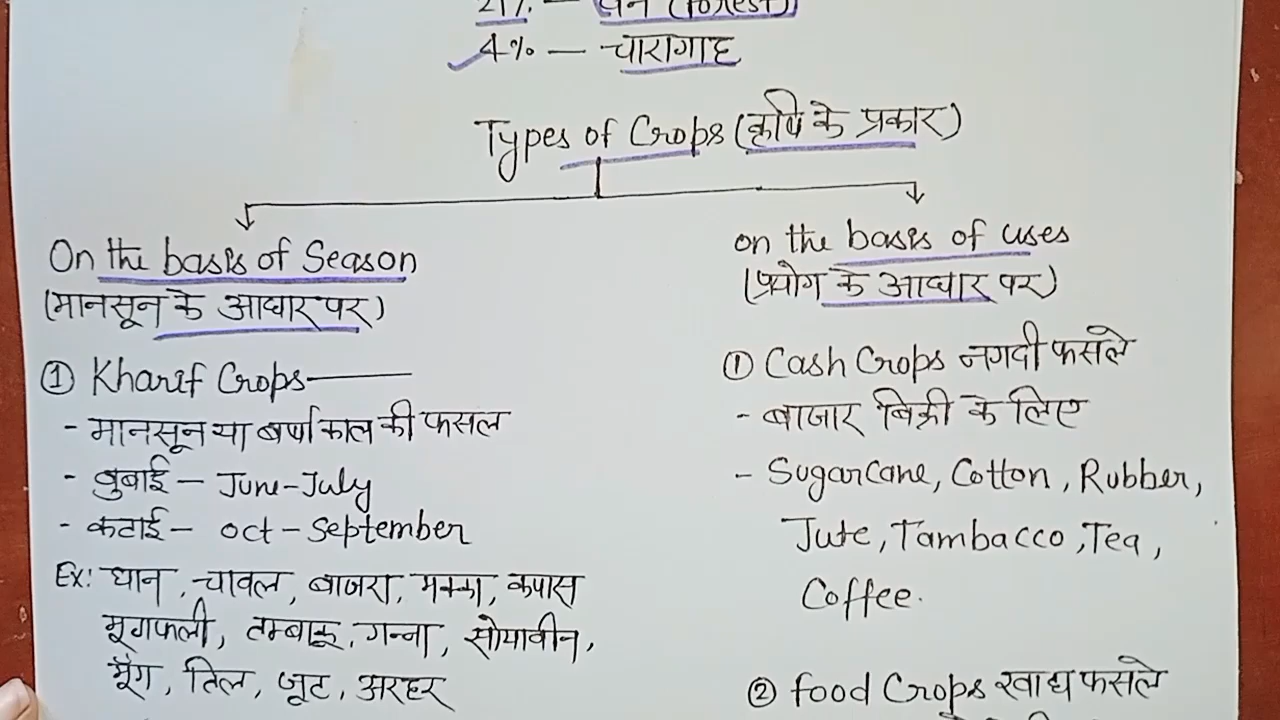 21% — वन (forest)
4% — चारागाह
Types of Crops (कृषि के प्रकार)
On the basis of Season
(मानसून के आधार पर)
① Kharif Crops
- मानसून या बर्षा काल की फसल
- बुबाई — June-July
- कटाई — oct - September
Ex: धान, चावल, बाजरा, मक्का, कपास
मूगफली, तम्बाकू, गन्ना, सोयावीन,
मूँग, तिल, जूट, अरहर
on the basis of uses
(प्रयोग के आधार पर)
① Cash Crops नगदी फसले
- बाजार बिक्री के लिए
- Sugarcane, Cotton, Rubber,
Jute, Tambacco, Tea,
Coffee.
② food Crops खाद्य फसले